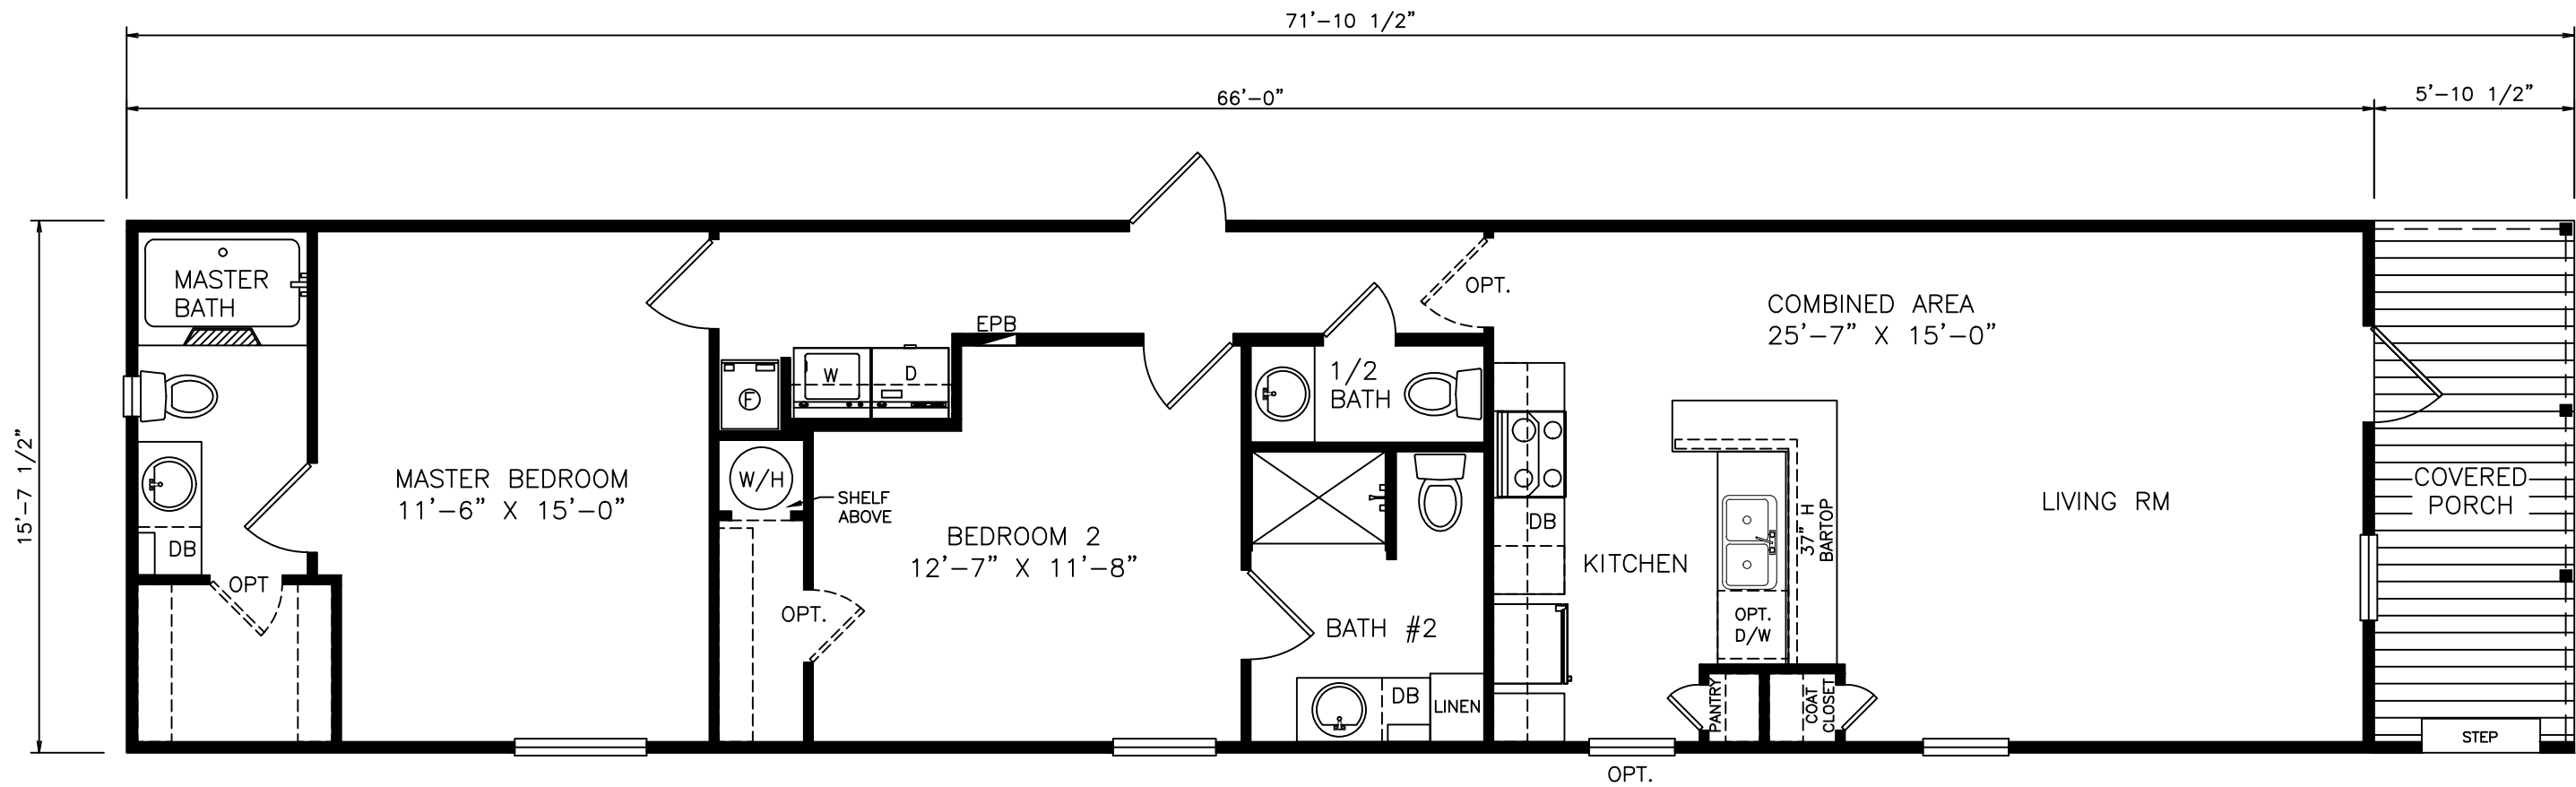 71'-10 1/2"
66'-0"
5'-10 1/2"
15'-7 1/2"
MASTER
BATH
DB
OPT
MASTER BEDROOM
11'-6" X 15'-0"
EPB
F
W
D
W/H
SHELF
ABOVE
OPT.
BEDROOM 2
12'-7" X 11'-8"
OPT.
1/2
BATH
BATH #2
DB
LINEN
DB
KITCHEN
COMBINED AREA
25'-7" X 15'-0"
37" H
BARTOP
OPT.
D/W
PANTRY
COAT
CLOSET
OPT.
LIVING RM
COVERED
PORCH
STEP